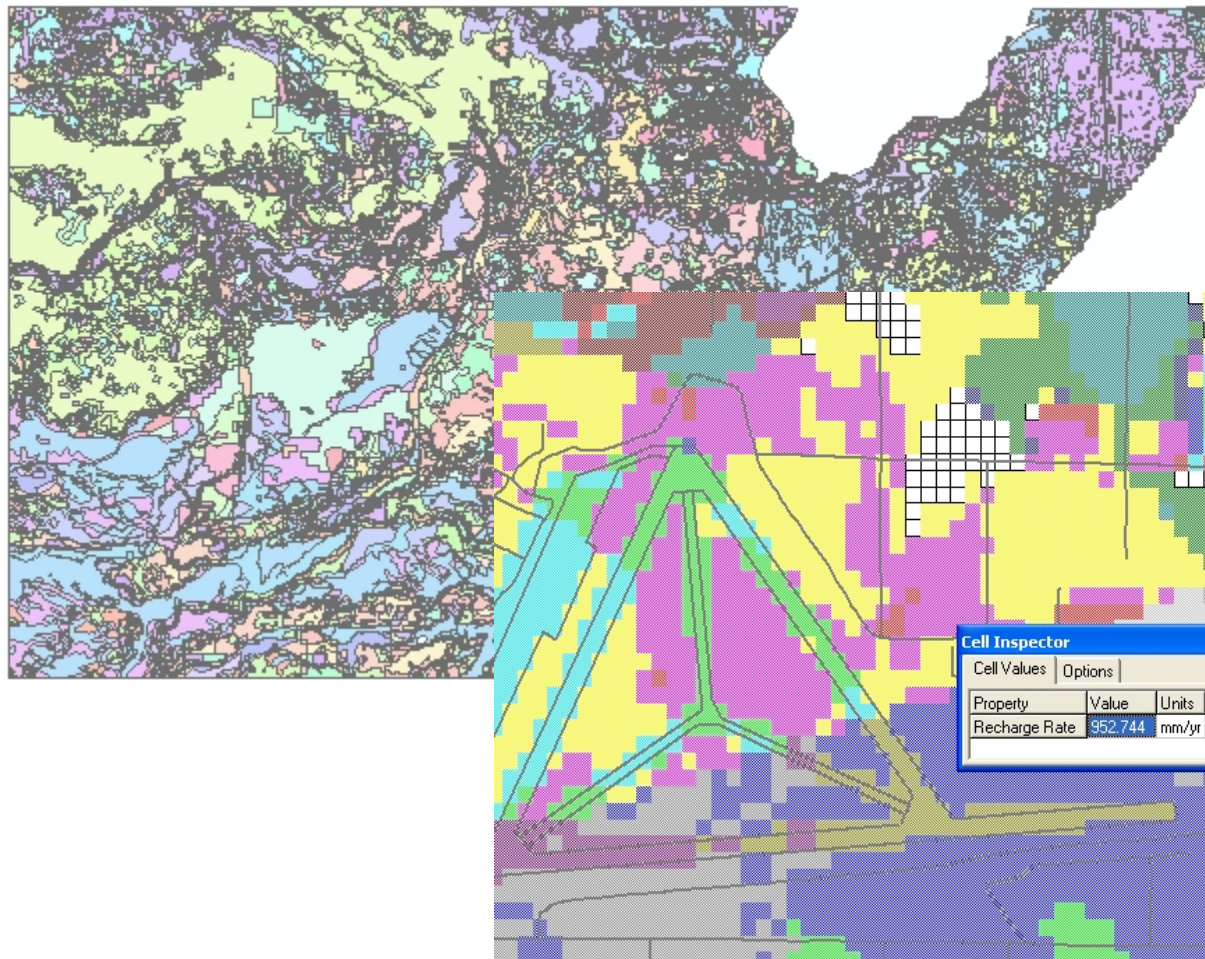 Cell Inspector
Cell Values Options
Property Value Units
Recharge Rate 952.744 mm/yr